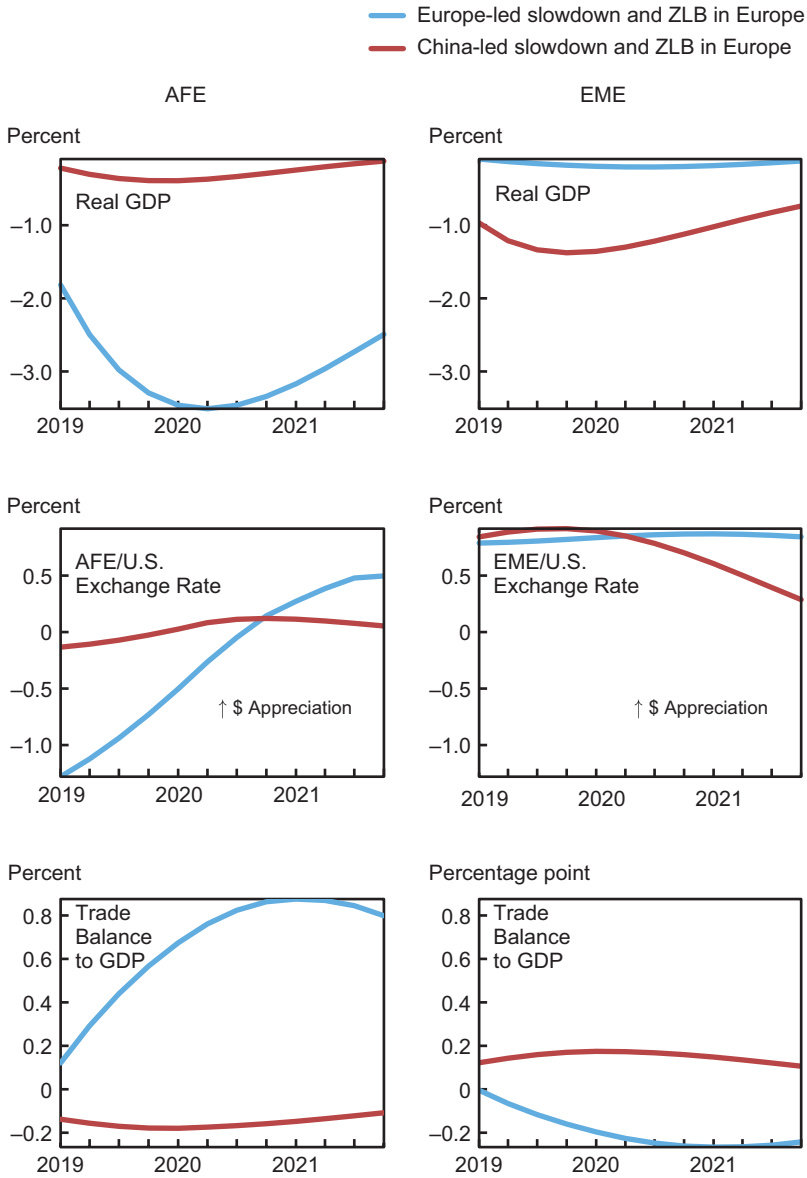 Europe-led slowdown and ZLB in Europe
China-led slowdown and ZLB in Europe
AFE
EME
Percent
Real GDP
–1.0
–2.0
–3.0
2019 2020 2021
Percent
Real GDP
–1.0
–2.0
–3.0
2019 2020 2021
Percent
AFE/U.S.
Exchange Rate
0.5
0
–0.5
–1.0
↑ $ Appreciation
2019 2020 2021
Percent
EME/U.S.
Exchange Rate
0.5
0
–0.5
–1.0
↑ $ Appreciation
2019 2020 2021
Percent
Trade
Balance
to GDP
0.8
0.6
0.4
0.2
0
–0.2
2019 2020 2021
Percentage point
Trade
Balance
to GDP
0.8
0.6
0.4
0.2
0
–0.2
2019 2020 2021